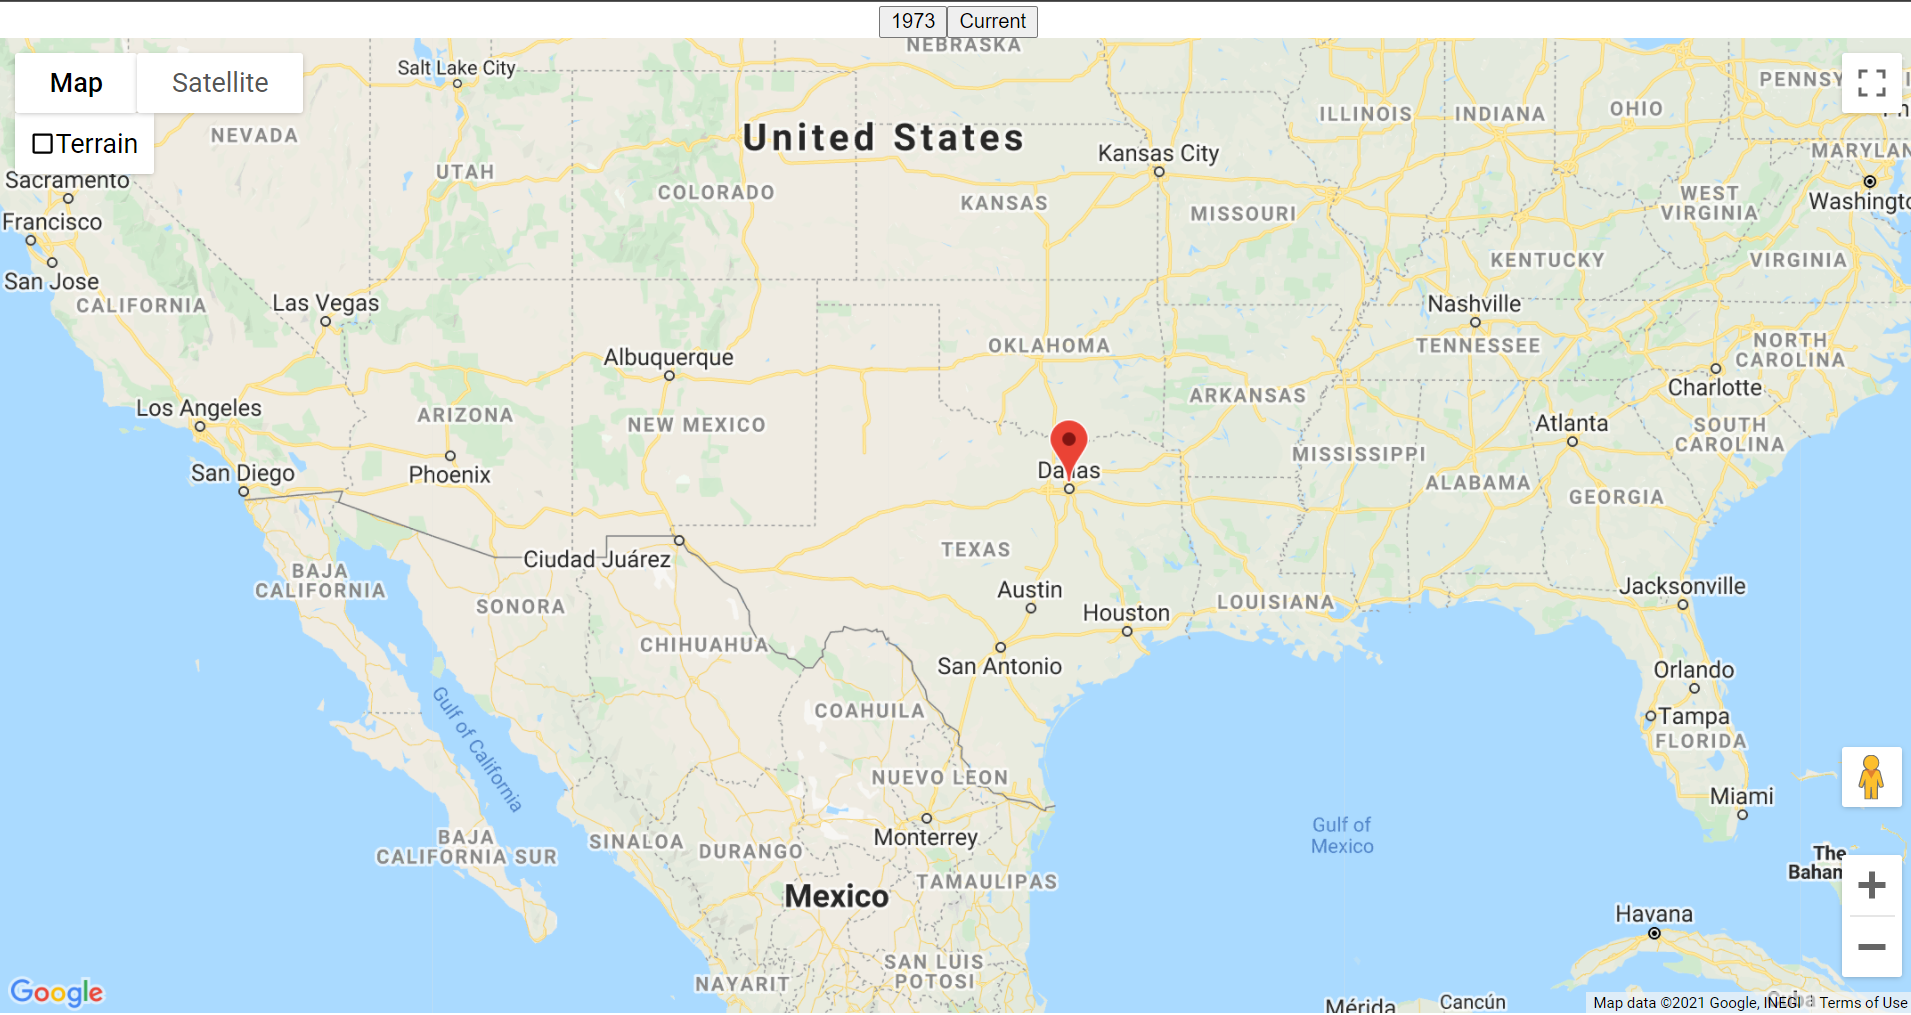 1973
Current
NEBRASKA
Map
Satellite
Terrain
Salt Lake City
NEVADA
UTAH
United States
COLORADO
KANSAS
Kansas City
MISSOURI
ILLINOIS
INDIANA
OHIO
PENNSY
MARYLAN
WEST
VIRGINIA
Washingto
Sacramento
Francisco
San Jose
CALIFORNIA
Las Vegas
KENTUCKY
VIRGINIA
Nashville
TENNESSEE
NORTH
CAROLINA
Charlotte
Albuquerque
OKLAHOMA
ARKANSAS
Los Angeles
ARIZONA
NEW MEXICO
Atlanta
SOUTH
CAROLINA
San Diego
Phoenix
Dallas
MISSISSIPPI
ALABAMA
GEORGIA
Ciudad Juárez
TEXAS
BAJA
CALIFORNIA
SONORA
Austin
Houston
LOUISIANA
Jacksonville
CHIHUAHUA
San Antonio
Orlando
Gulf of California
COAHUILA
Tampa
FLORIDA
NUEVO LEON
Miami
Monterrey
Gulf of
Mexico
BAJA
CALIFORNIA SUR
SINALOA
DURANGO
The
Baham
Mexico
TAMAULIPAS
Havana
SAN LUIS
POTOSI
NAYARIT
Google
Mérida
Cancún
Map data ©2021 Google, INEGI
Terms of Use